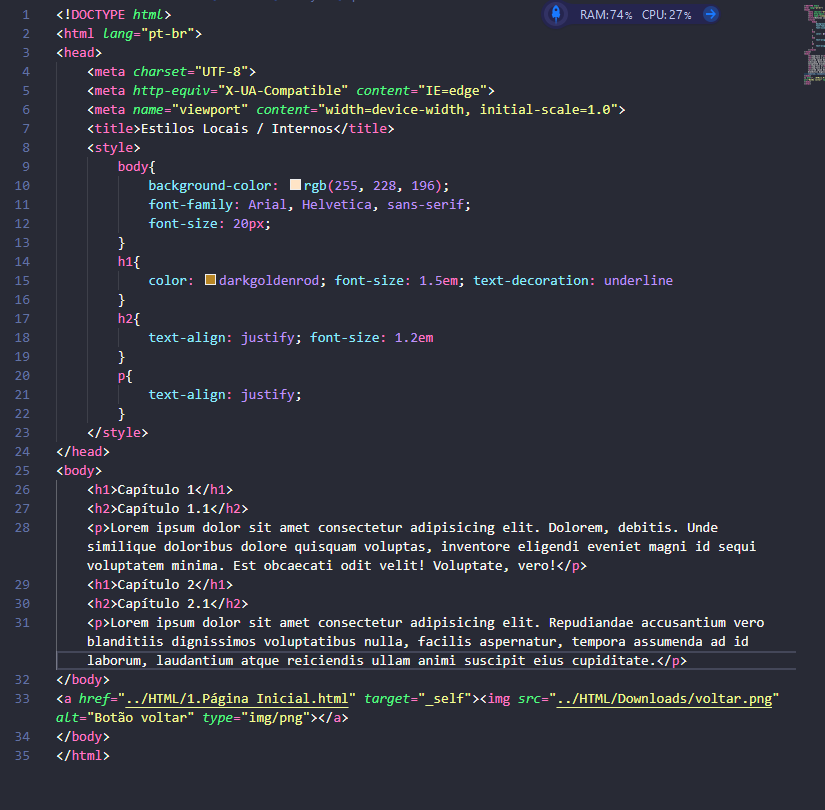 RAM:74% CPU:27%
1 <!DOCTYPE html>
2 <html lang="pt-br">
3 <head>
4 <meta charset="UTF-8">
5 <meta http-equiv="X-UA-Compatible" content="IE=edge">
6 <meta name="viewport" content="width=device-width, initial-scale=1.0">
7 <title>Estilos Locais / Internos</title>
8 <style>
9 body{
10 background-color: rgb(255, 228, 196);
11 font-family: Arial, Helvetica, sans-serif;
12 font-size: 20px;
13 }
14 h1{
15 color: darkgoldenrod; font-size: 1.5em; text-decoration: underline
16 }
17 h2{
18 text-align: justify; font-size: 1.2em
19 }
20 p{
21 text-align: justify;
22 }
23 </style>
24 </head>
25 <body>
26 <h1>Capítulo 1</h1>
27 <h2>Capítulo 1.1</h2>
28 <p>Lorem ipsum dolor sit amet consectetur adipisicing elit. Dolorem, debitis. Unde
similique doloribus dolore quisquam voluptas, inventore eligendi eveniet magni id sequi
voluptatem minima. Est obcaecati odit velit! Voluptate, vero!</p>
29 <h1>Capítulo 2</h1>
30 <h2>Capítulo 2.1</h2>
31 <p>Lorem ipsum dolor sit amet consectetur adipisicing elit. Repudiandae accusantium vero
blanditiis dignissimos voluptatibus nulla, facilis aspernatur, tempora assumenda ad id
laborum, laudantium atque reiciendis ullam animi suscipit eius cupiditate.</p>
32 </body>
33 <a href="../HTML/1.Página Inicial.html" target="_self"><img src="../HTML/Downloads/voltar.png"
alt="Botão voltar" type="img/png"></a>
34 </body>
35 </html>